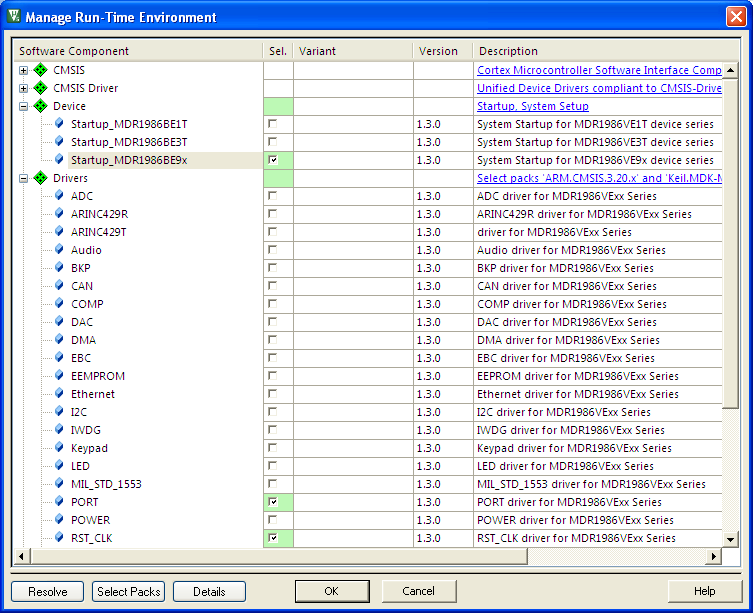 Manage Run-Time Environment
Software Component Sel. Variant Version Description
CMSIS Cortex Microcontroller Software Interface Comp
CMSIS Driver Unified Device Drivers compliant to CMSIS-Drive
Device Startup, System Setup
Startup_MDR1986BE1T 1.3.0 System Startup for MDR1986VE1T device series
Startup_MDR1986BE3T 1.3.0 System Startup for MDR1986VE3T device series
Startup_MDR1986BE9x 1.3.0 System Startup for MDR1986VE9x device series
Drivers Select packs 'ARM.CMSIS.3.20.x' and 'Keil.MDK-M
ADC 1.3.0 ADC driver for MDR1986VExx Series
ARINC429R 1.3.0 ARINC429R driver for MDR1986VExx Series
ARINC429T 1.3.0 driver for MDR1986VExx Series
Audio 1.3.0 Audio driver for MDR1986VExx Series
BKP 1.3.0 BKP driver for MDR1986VExx Series
CAN 1.3.0 CAN driver for MDR1986VExx Series
COMP 1.3.0 COMP driver for MDR1986VExx Series
DAC 1.3.0 DAC driver for MDR1986VExx Series
DMA 1.3.0 DMA driver for MDR1986VExx Series
EBC 1.3.0 EBC driver for MDR1986VExx Series
EEMPROM 1.3.0 EEPROM driver for MDR1986VExx Series
Ethernet 1.3.0 Ethernet driver for MDR1986VExx Series
I2C 1.3.0 I2C driver for MDR1986VExx Series
IWDG 1.3.0 IWDG driver for MDR1986VExx Series
Keypad 1.3.0 Keypad driver for MDR1986VExx Series
LED 1.3.0 LED driver for MDR1986VExx Series
MIL_STD_1553 1.3.0 MIL_STD_1553 driver for MDR1986VExx Series
PORT 1.3.0 PORT driver for MDR1986VExx Series
POWER 1.3.0 POWER driver for MDR1986VExx Series
RST_CLK 1.3.0 RST_CLK driver for MDR1986VExx Series
Resolve Select Packs Details OK Cancel Help